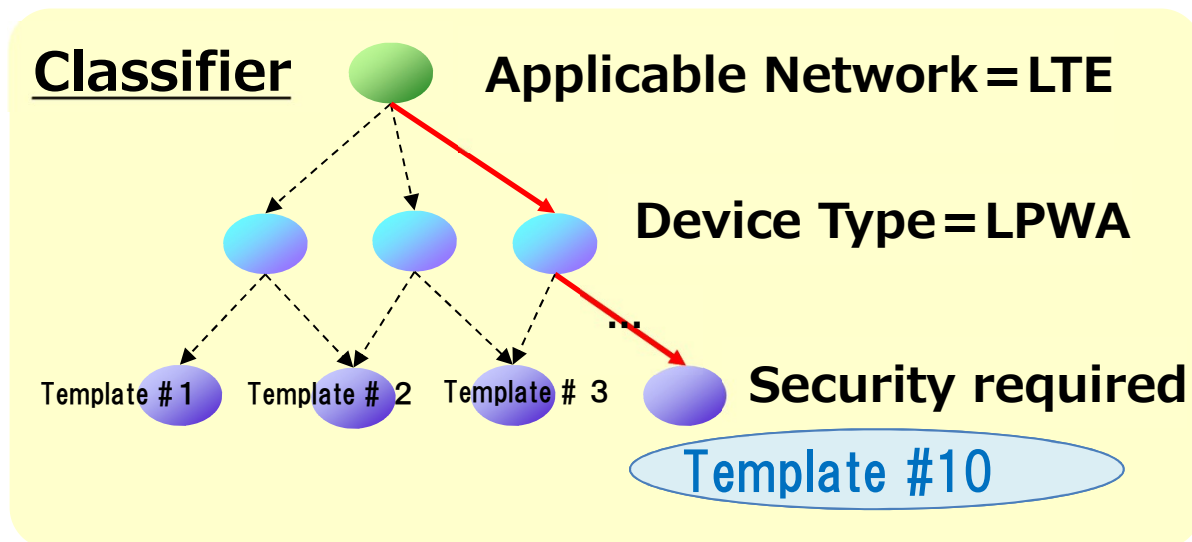 Classifier
Applicable Network=LTE
Device Type=LPWA
...
Template #1
Template # 2
Template # 3
Security required
Template #10